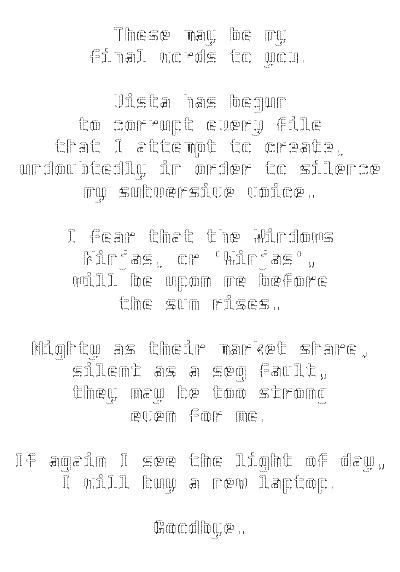 These may be my
final words to you.
Vista has begun
to corrupt every file
that I attempt to create,
undoubtedly in order to silence
my subversive voice..
I fear that the Windows
Ninjas, or 'Winjas',
will be upon me before
the sun rises..
Mighty as their market share,
silent as a seg fault,
they may be too strong
even for me.
If again I see the light of day,
I will buy a new laptop.
Goodbye..